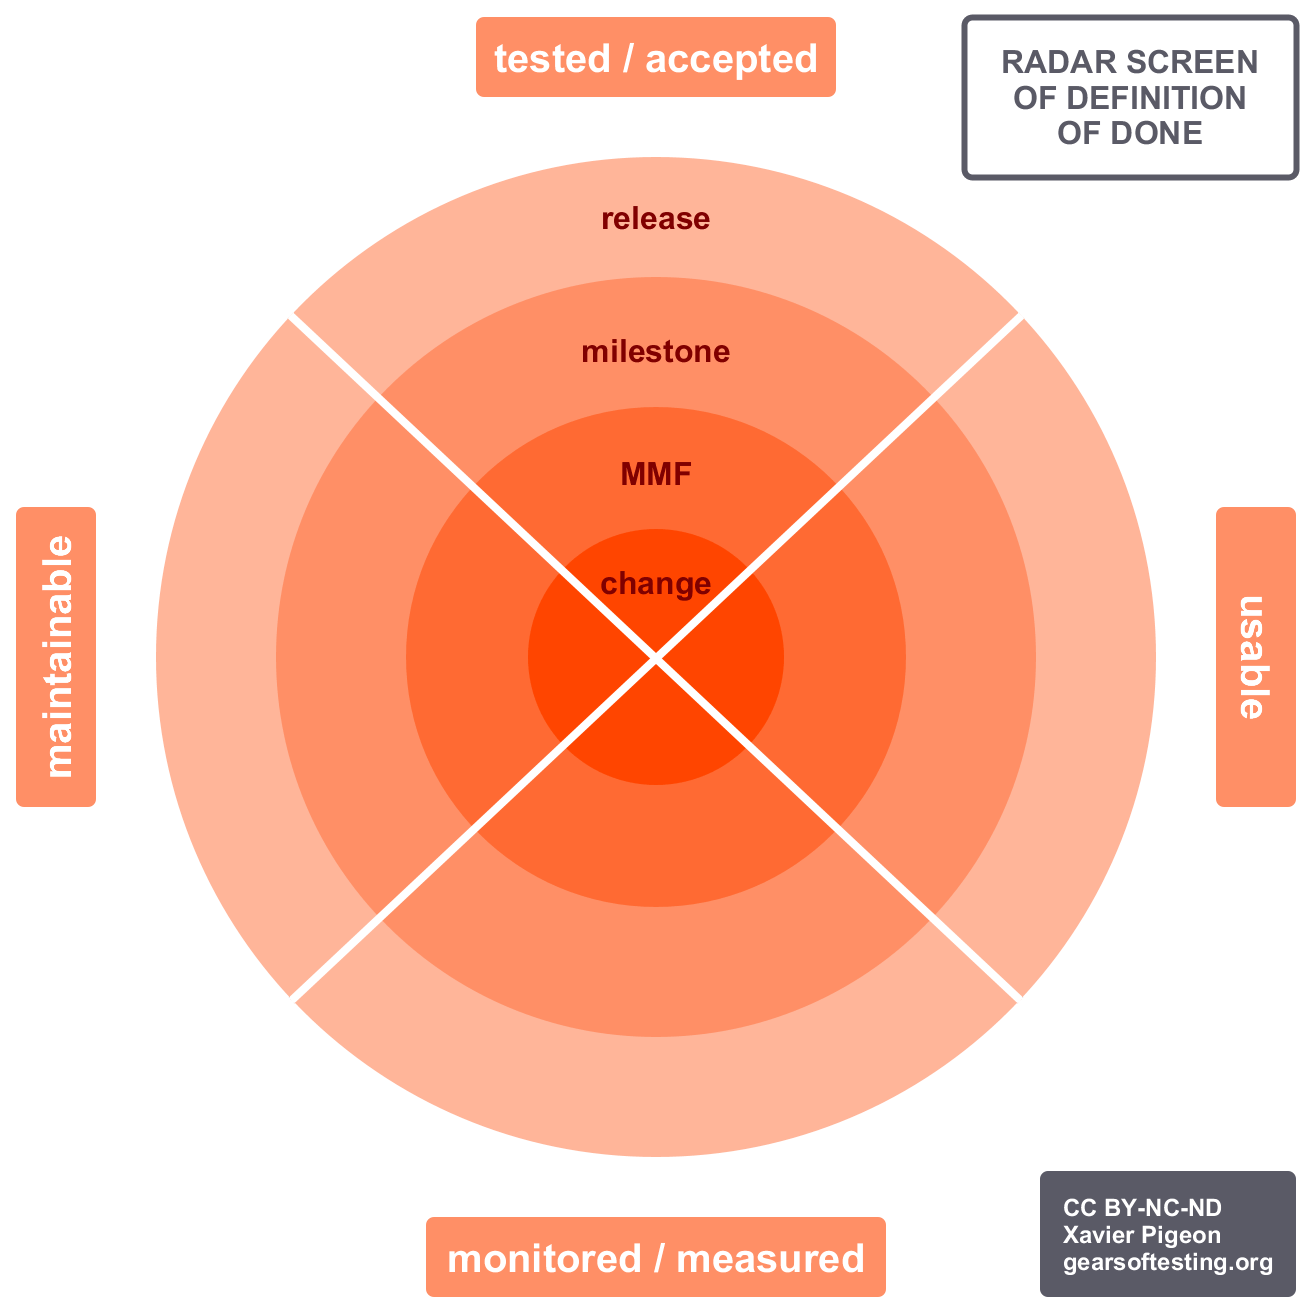 tested / accepted
RADAR SCREEN
OF DEFINITION
OF DONE
release
milestone
MMF
change
maintainable
usable
monitored / measured
CC BY-NC-ND
Xavier Pigeon
gearsoftesting.org